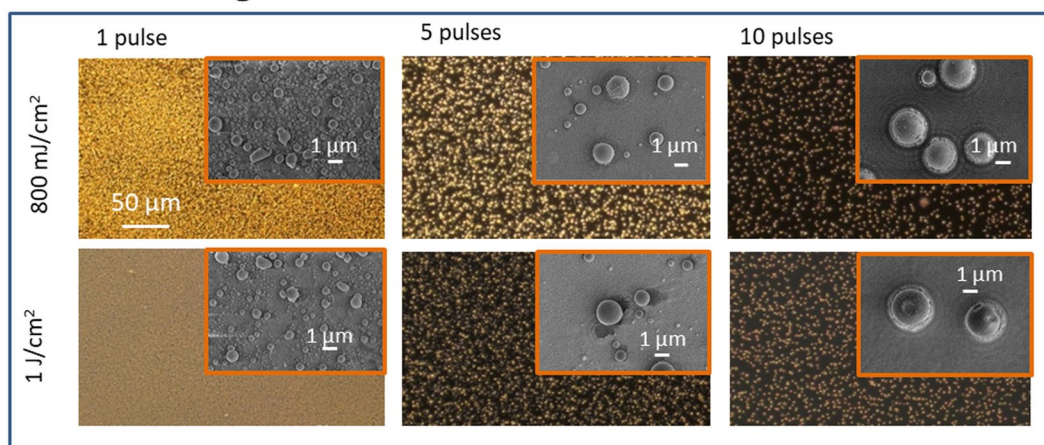 1 pulse
5 pulses
10 pulses
800 mJ/cm²
1 µm
1 µm
1 µm
50 µm
1 J/cm²
1 µm
1 µm
1 µm